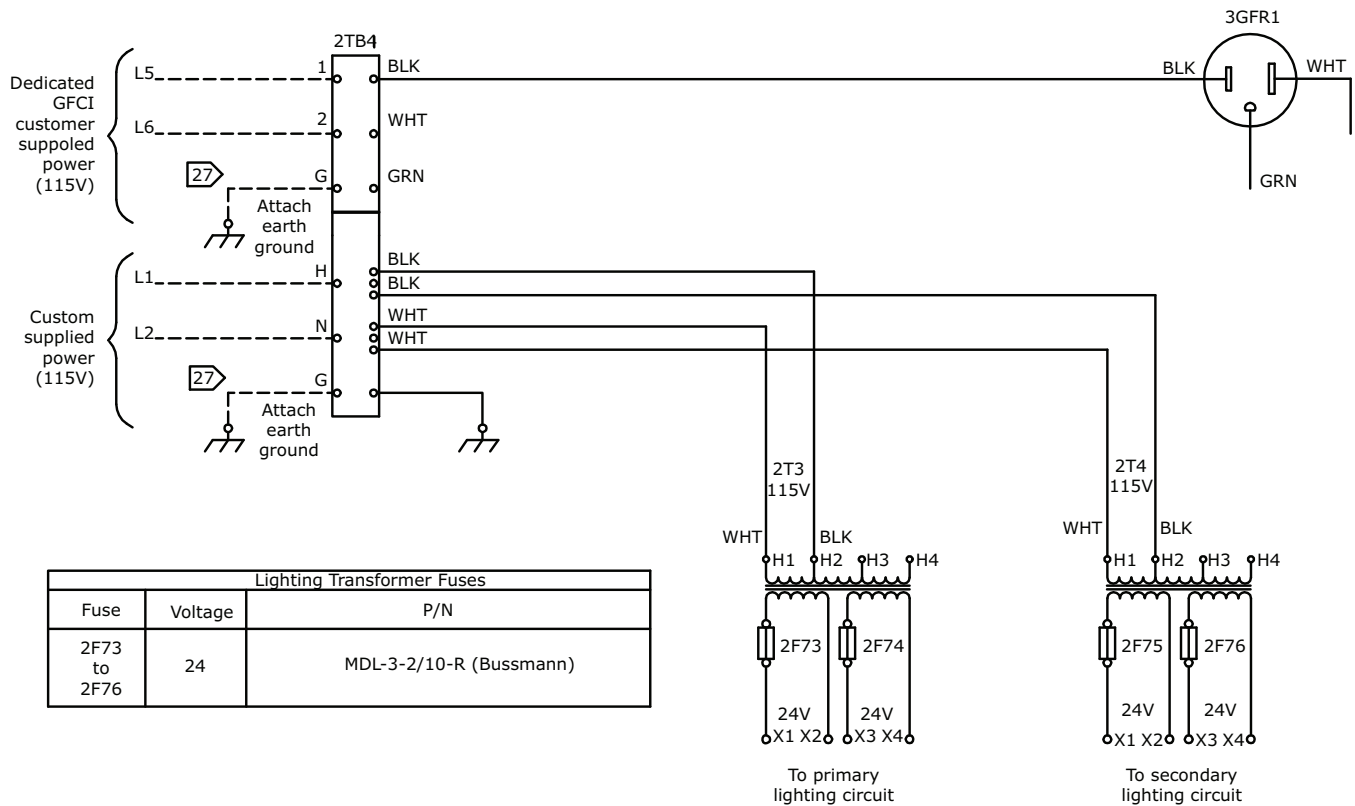 2TB4
3GFR1
Dedicated
GFCI
customer
suppoled
power
(115V)
L5
1
BLK
BLK
WHT
L6
2
WHT
27
G
GRN
GRN
Attach
earth
ground
Custom
supplied
power
(115V)
L1
H
BLK
BLK
L2
N
WHT
WHT
27
G
Attach
earth
ground
2T3
115V
WHT
BLK
H1
H2
H3
H4
2F73
2F74
24V
24V
X1 X2
X3 X4
To primary
lighting circuit
2T4
115V
WHT
BLK
H1
H2
H3
H4
2F75
2F76
24V
24V
X1 X2
X3 X4
To secondary
lighting circuit
Lighting Transformer Fuses
Fuse
Voltage
P/N
2F73
to
2F76
24
MDL-3-2/10-R (Bussmann)